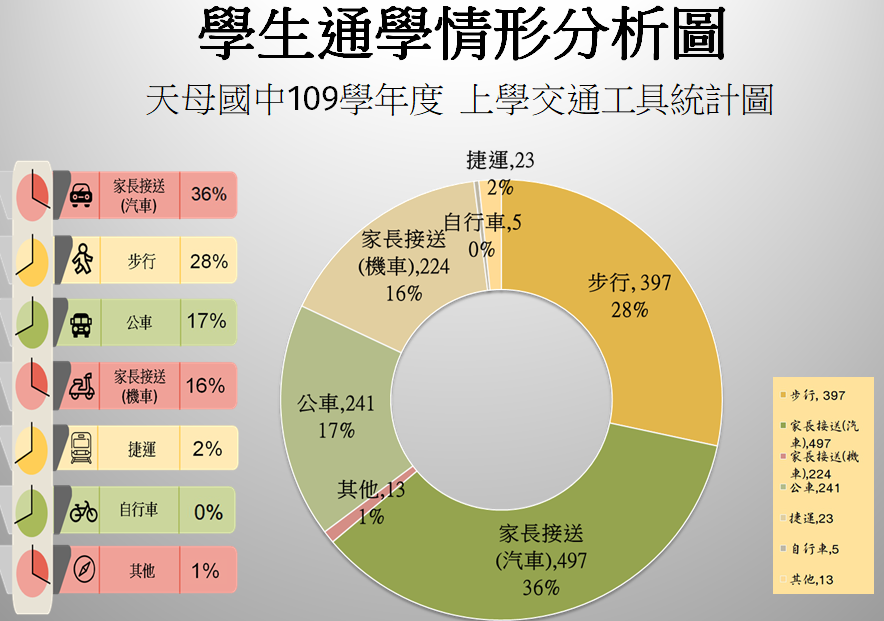 學生通學情形分析圖
天母國中109學年度 上學交通工具統計圖
家長接送
(汽車)
36%
步行
28%
公車
17%
家長接送
(機車)
16%
捷運
2%
自行車
0%
其他
1%
捷運,23
2%
自行車,5
0%
家長接送
(機車),224
16%
步行, 397
28%
公車,241
17%
其他,13
1%
家長接送
(汽車),497
36%
步行, 397
家長接送(汽
車),497
家長接送(機
車),224
公車,241
捷運,23
自行車,5
其他,13